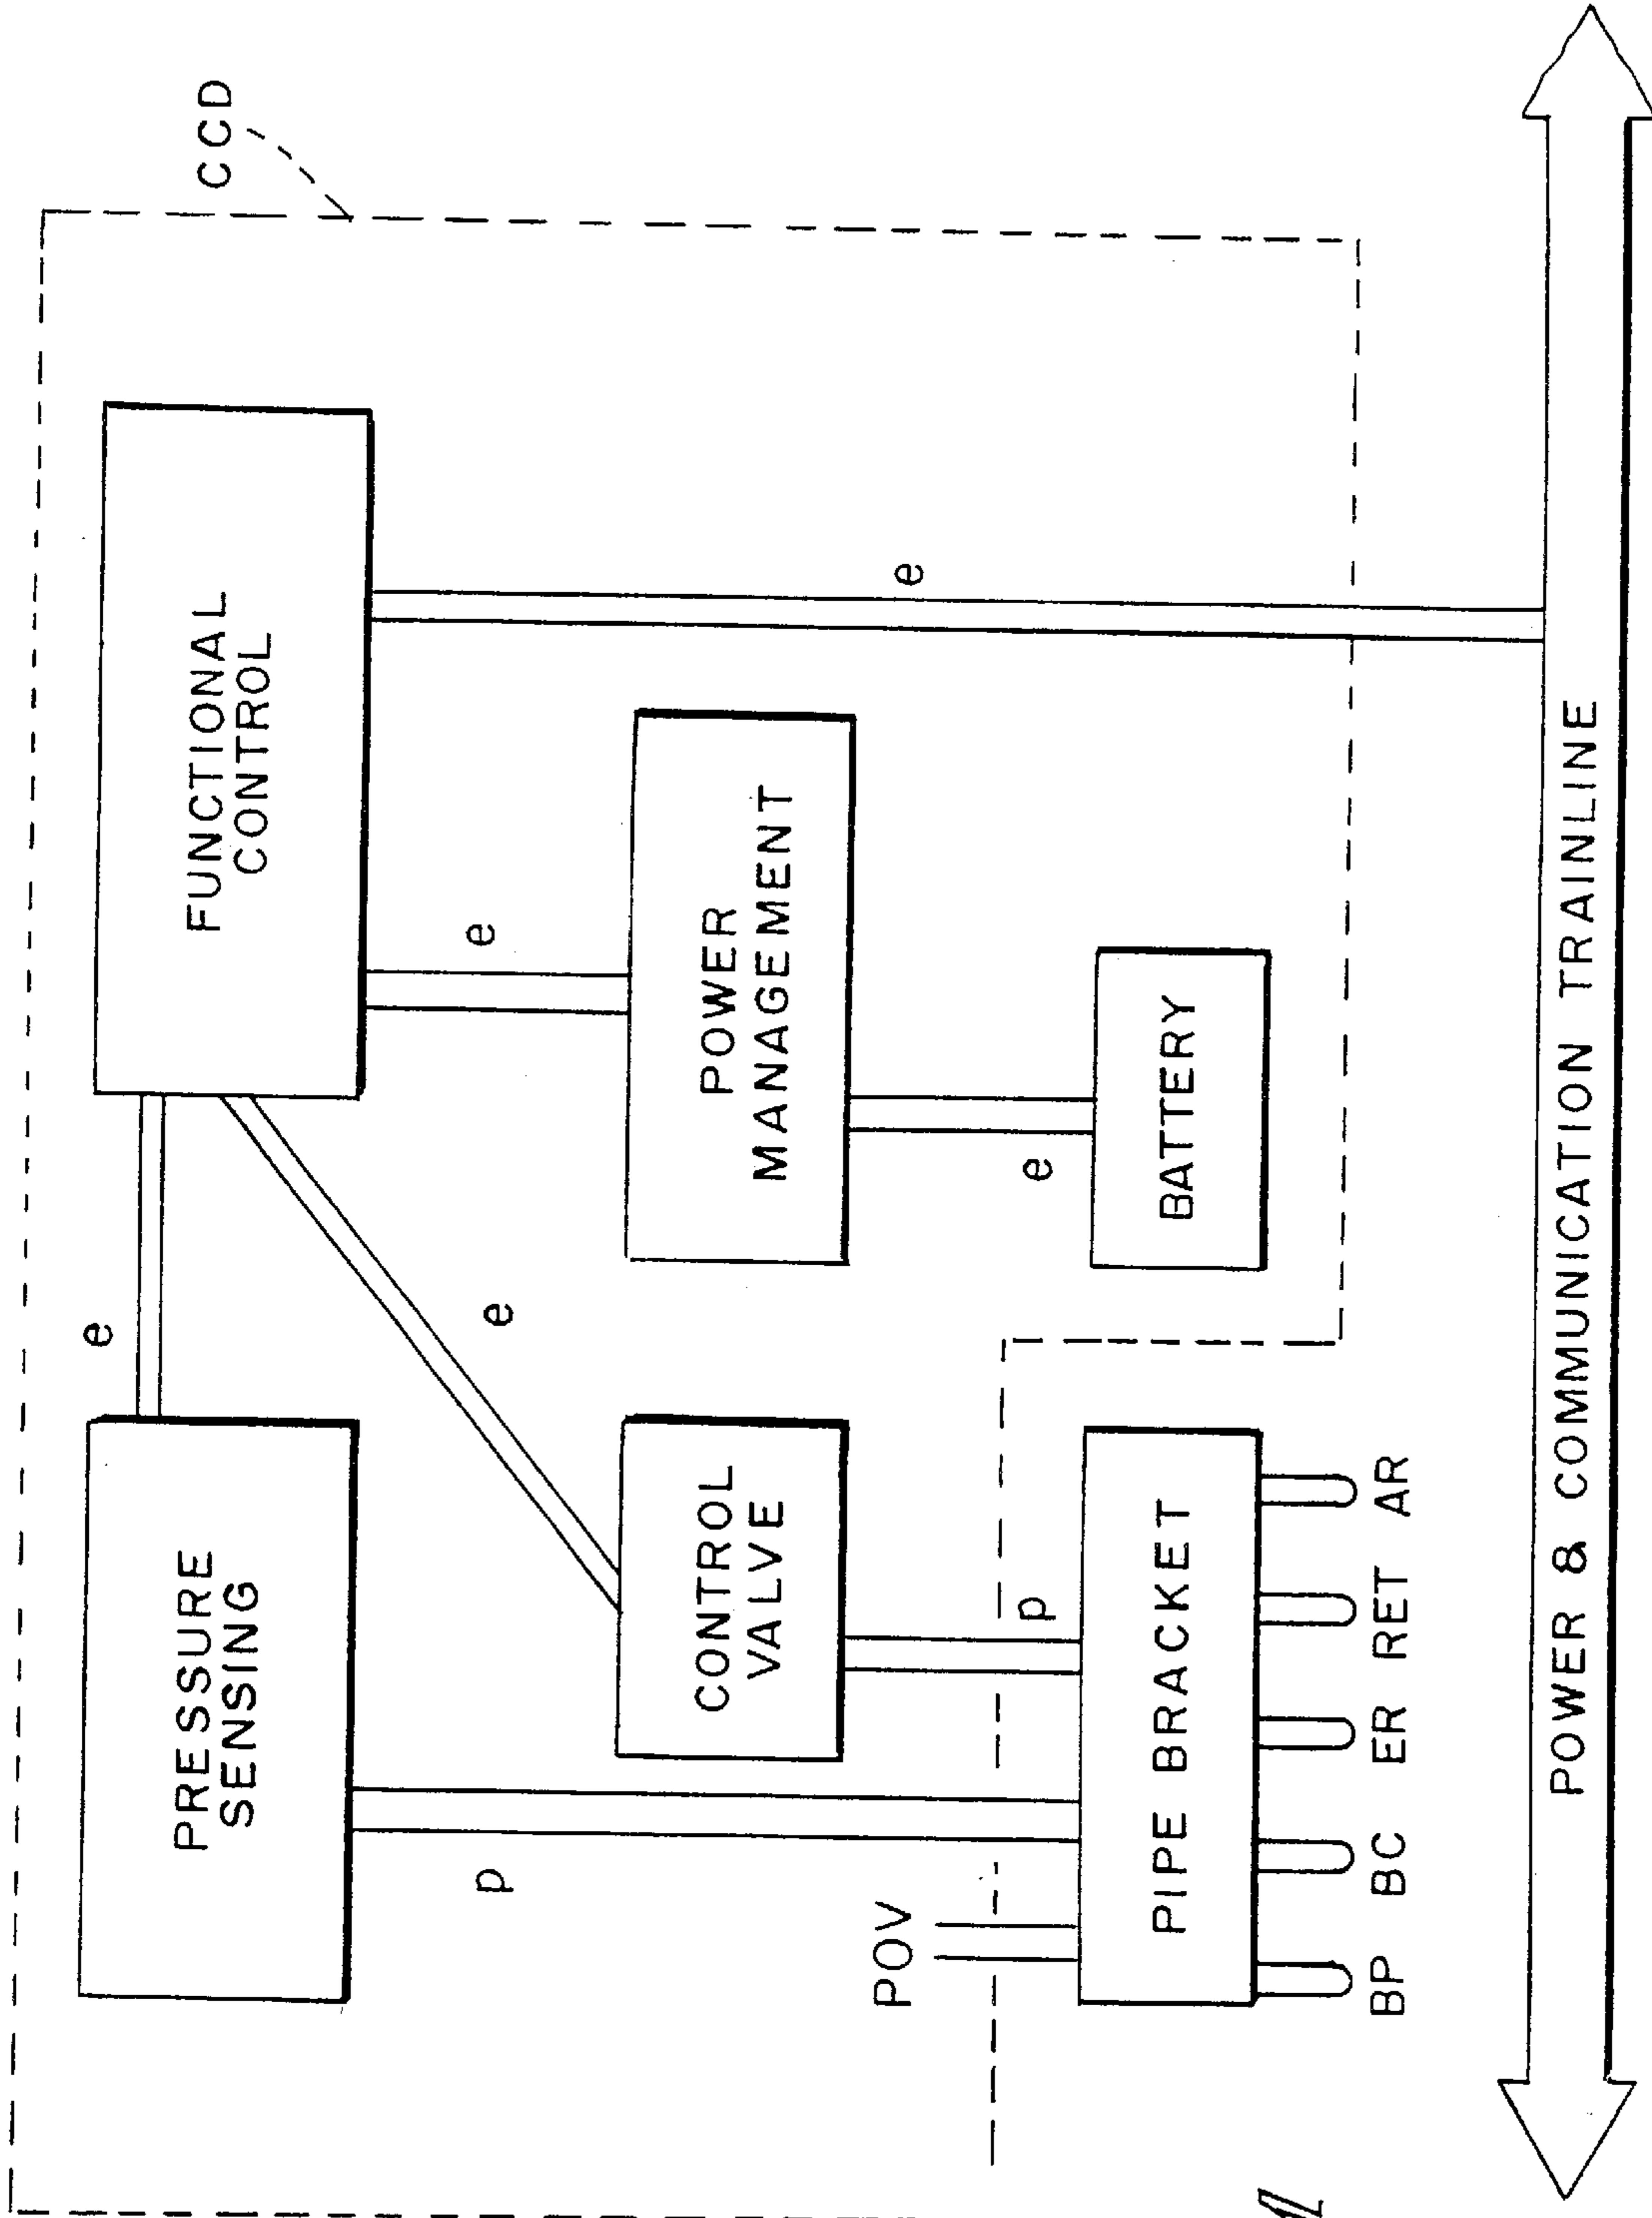 CCD
PRESSURE
SENSING
e
FUNCTIONAL
CONTROL
p
e
e
e
CONTROL
VALVE
POWER
MANAGEMENT
POV
p
e
PIPE BRACKET
BATTERY
BP BC ER RET AR
POWER & COMMUNICATION TRAINLINE